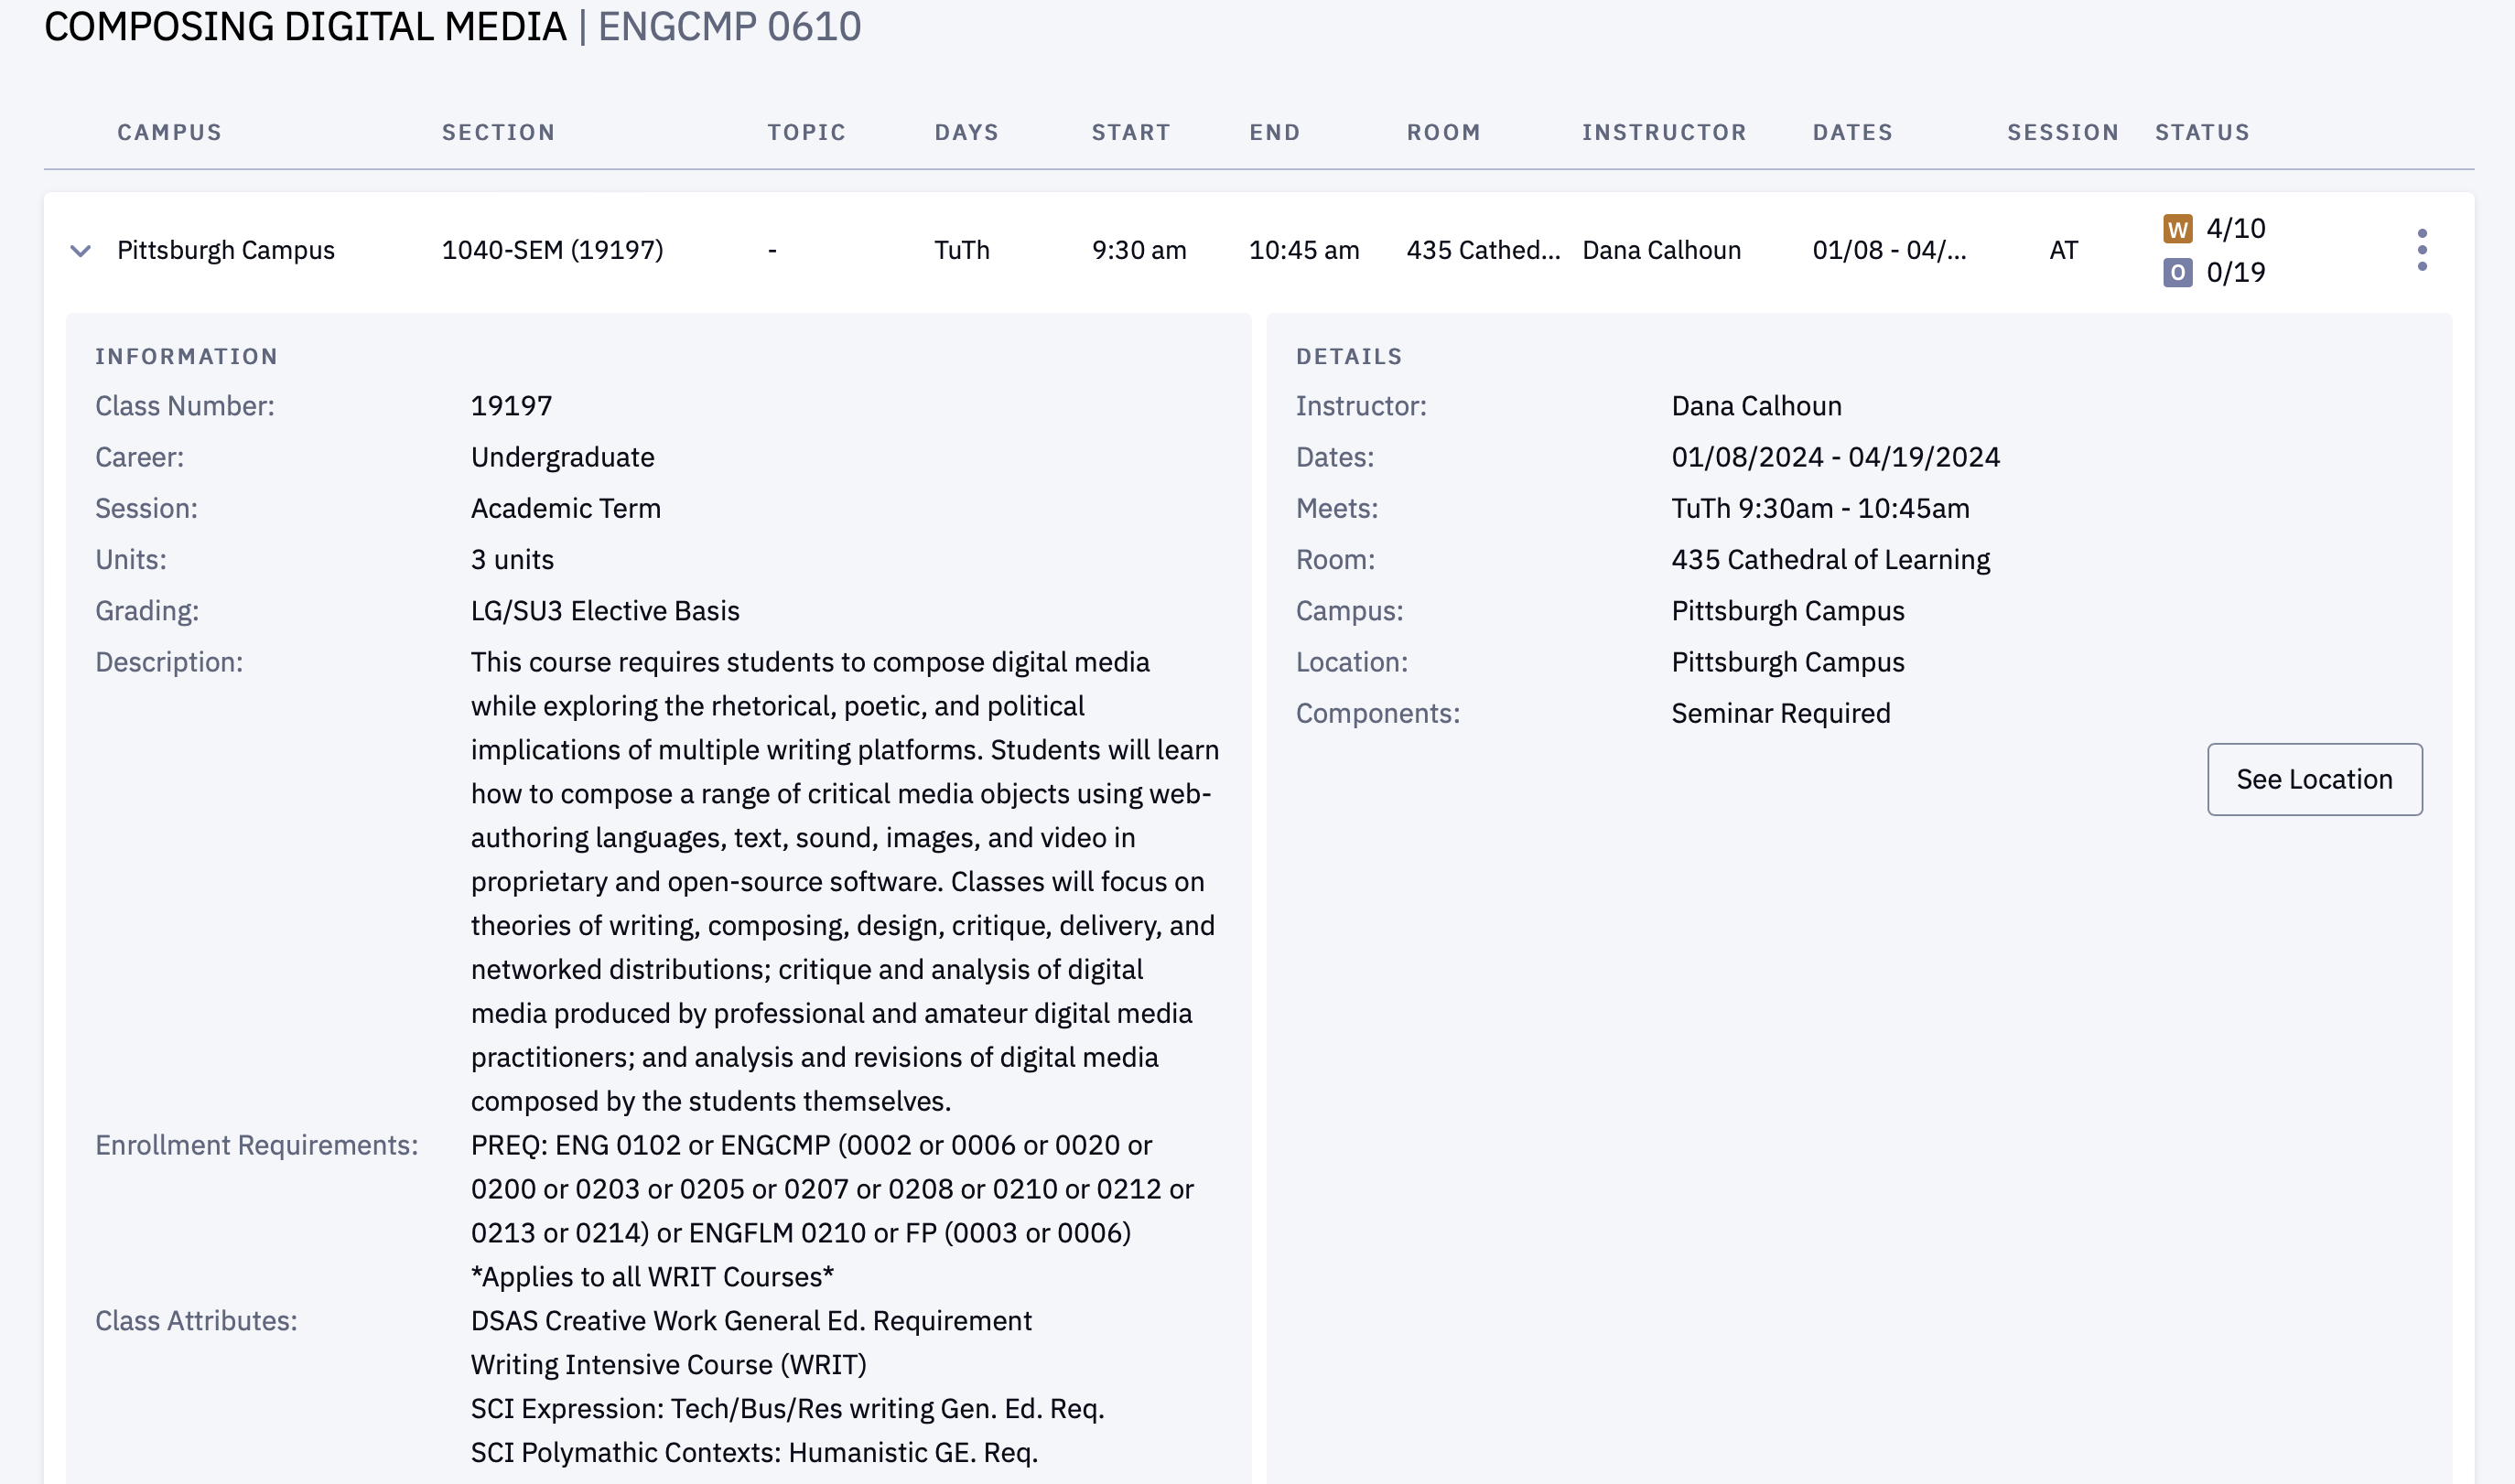 COMPOSING DIGITAL MEDIA | ENGCMP 0610
CAMPUS SECTION TOPIC DAYS START END ROOM INSTRUCTOR DATES SESSION STATUS
Pittsburgh Campus 1040-SEM (19197) - TuTh 9:30 am 10:45 am 435 Cathed... Dana Calhoun 01/08 - 04/... AT W 4/10
O 0/19
INFORMATION
Class Number: 19197
Career: Undergraduate
Session: Academic Term
Units: 3 units
Grading: LG/SU3 Elective Basis
Description: This course requires students to compose digital media
while exploring the rhetorical, poetic, and political
implications of multiple writing platforms. Students will learn
how to compose a range of critical media objects using web-
authoring languages, text, sound, images, and video in
proprietary and open-source software. Classes will focus on
theories of writing, composing, design, critique, delivery, and
networked distributions; critique and analysis of digital
media produced by professional and amateur digital media
practitioners; and analysis and revisions of digital media
composed by the students themselves.
Enrollment Requirements: PREQ: ENG 0102 or ENGCMP (0002 or 0006 or 0020 or
0200 or 0203 or 0205 or 0207 or 0208 or 0210 or 0212 or
0213 or 0214) or ENGFLM 0210 or FP (0003 or 0006)
*Applies to all WRIT Courses*
Class Attributes: DSAS Creative Work General Ed. Requirement
Writing Intensive Course (WRIT)
SCI Expression: Tech/Bus/Res writing Gen. Ed. Req.
SCI Polymathic Contexts: Humanistic GE. Req.
DETAILS
Instructor: Dana Calhoun
Dates: 01/08/2024 - 04/19/2024
Meets: TuTh 9:30am - 10:45am
Room: 435 Cathedral of Learning
Campus: Pittsburgh Campus
Location: Pittsburgh Campus
Components: Seminar Required
See Location